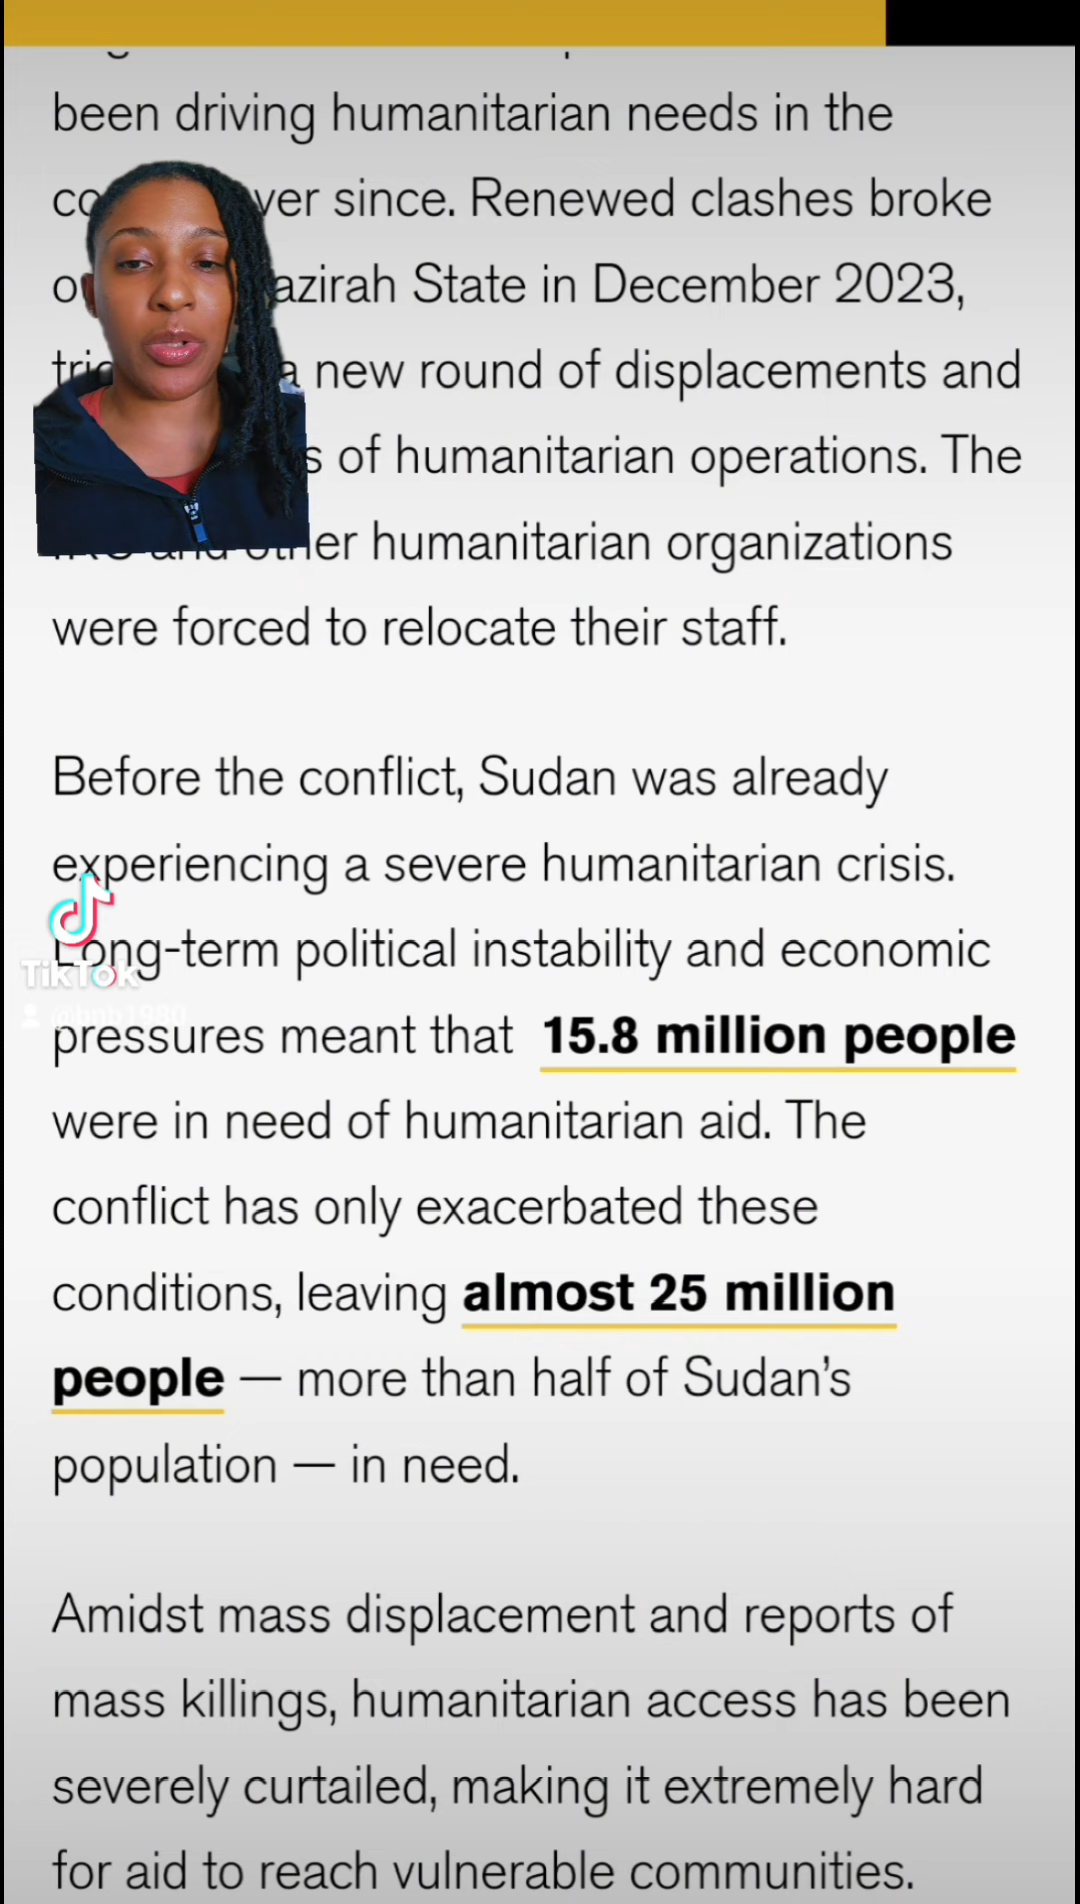 been driving humanitarian needs in the
ver since. Renewed clashes broke
azirah State in December 2023,
a new round of displacements and
s of humanitarian operations. The
and other humanitarian organizations
were forced to relocate their staff.
Before the conflict, Sudan was already
experiencing a severe humanitarian crisis.
Long-term political instability and economic
TikTok
@bnb1980
pressures meant that 15.8 million people
were in need of humanitarian aid. The
conflict has only exacerbated these
conditions, leaving almost 25 million
people — more than half of Sudan’s
population — in need.
Amidst mass displacement and reports of
mass killings, humanitarian access has been
severely curtailed, making it extremely hard
for aid to reach vulnerable communities.